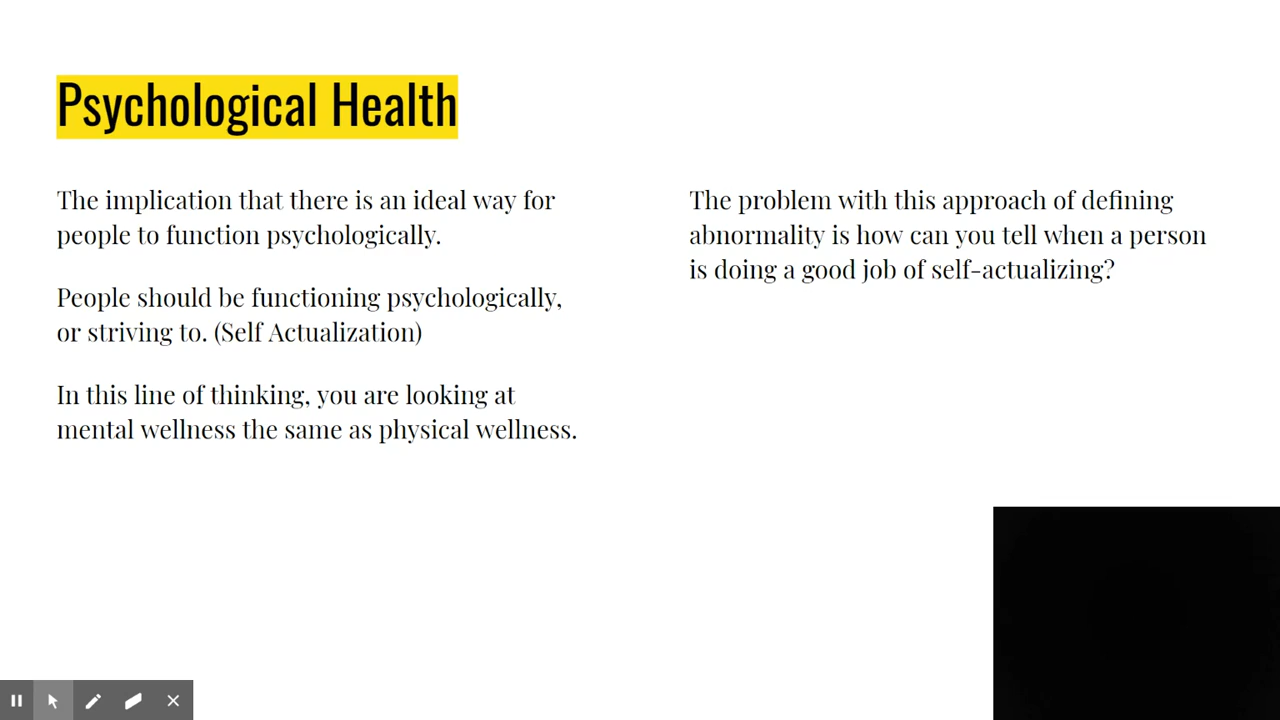 Psychological Health
The implication that there is an ideal way for
people to function psychologically.
People should be functioning psychologically,
or striving to. (Self Actualization)
In this line of thinking, you are looking at
mental wellness the same as physical wellness.
The problem with this approach of defining
abnormality is how can you tell when a person
is doing a good job of self-actualizing?